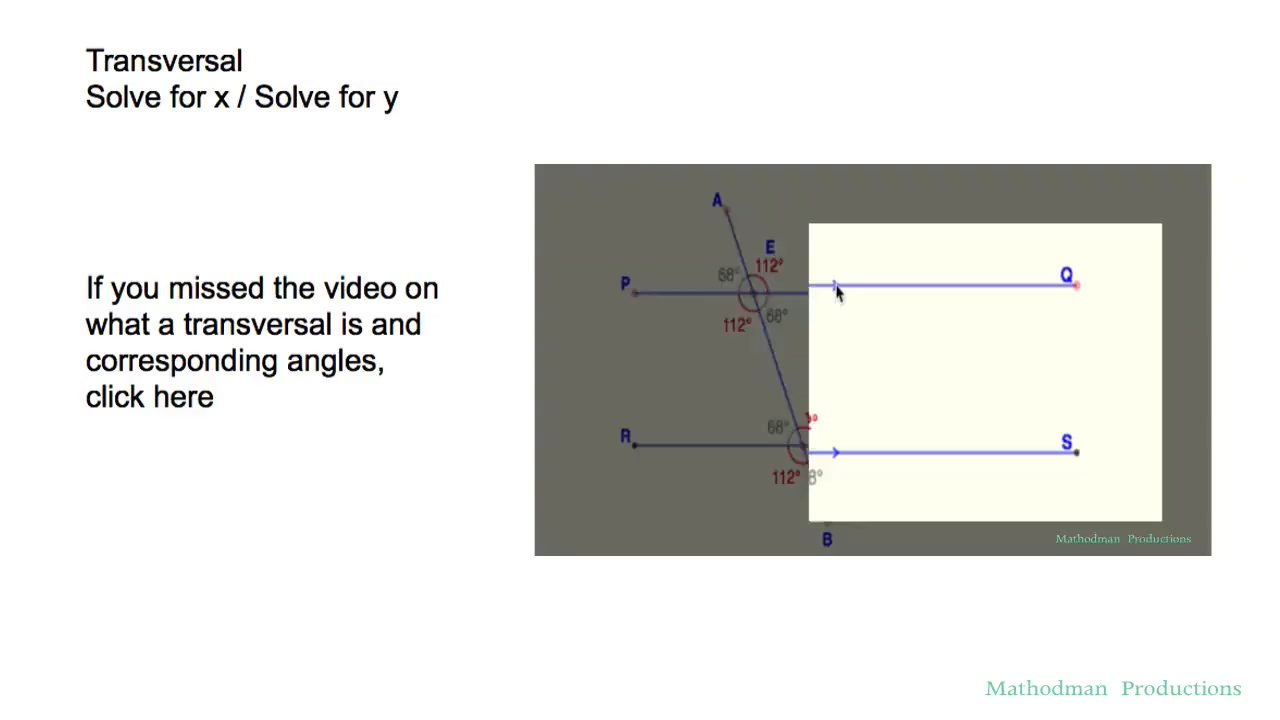 Transversal
Solve for x / Solve for y
If you missed the video on
what a transversal is and
corresponding angles,
click here
A
E
68° 112°
P
Q
112° 68°
68° °
R
S
112° 8°
B
Mathodman Productions
Mathodman Productions